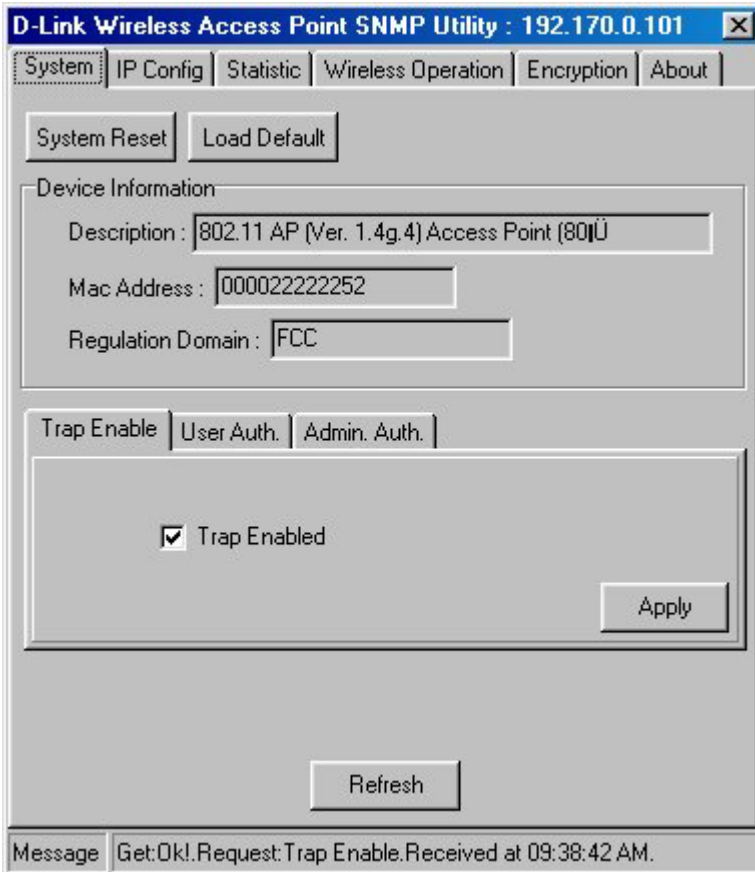 D-Link Wireless Access Point SNMP Utility : 192.170.0.101
System IP Config Statistic Wireless Operation Encryption About
System Reset Load Default
Device Information
Description : 802.11 AP (Ver. 1.4g.4) Access Point (80¡Ü
Mac Address : 000022222252
Regulation Domain : FCC
Trap Enable User Auth. Admin. Auth.
Trap Enabled
Apply
Refresh
Message Get:Ok!.Request:Trap Enable.Received at 09:38:42 AM.